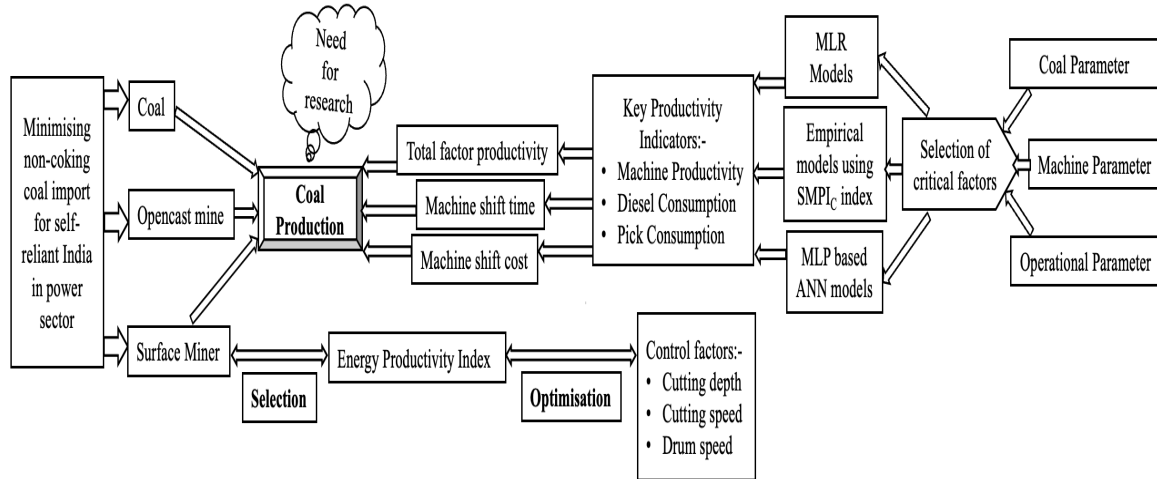 Minimising
non-coking
coal import
for self-
reliant India
in power
sector
Coal
Opencast mine
Surface Miner
Need
for
research
Coal
Production
Total factor productivity
Machine shift time
Machine shift cost
Key Productivity
Indicators:-
• Machine Productivity
• Diesel Consumption
• Pick Consumption
MLR
Models
Empirical
models using
SMPI_C index
MLP based
ANN models
Selection of
critical factors
Coal Parameter
Machine Parameter
Operational Parameter
Selection
Energy Productivity Index
Optimisation
Control factors:-
• Cutting depth
• Cutting speed
• Drum speed